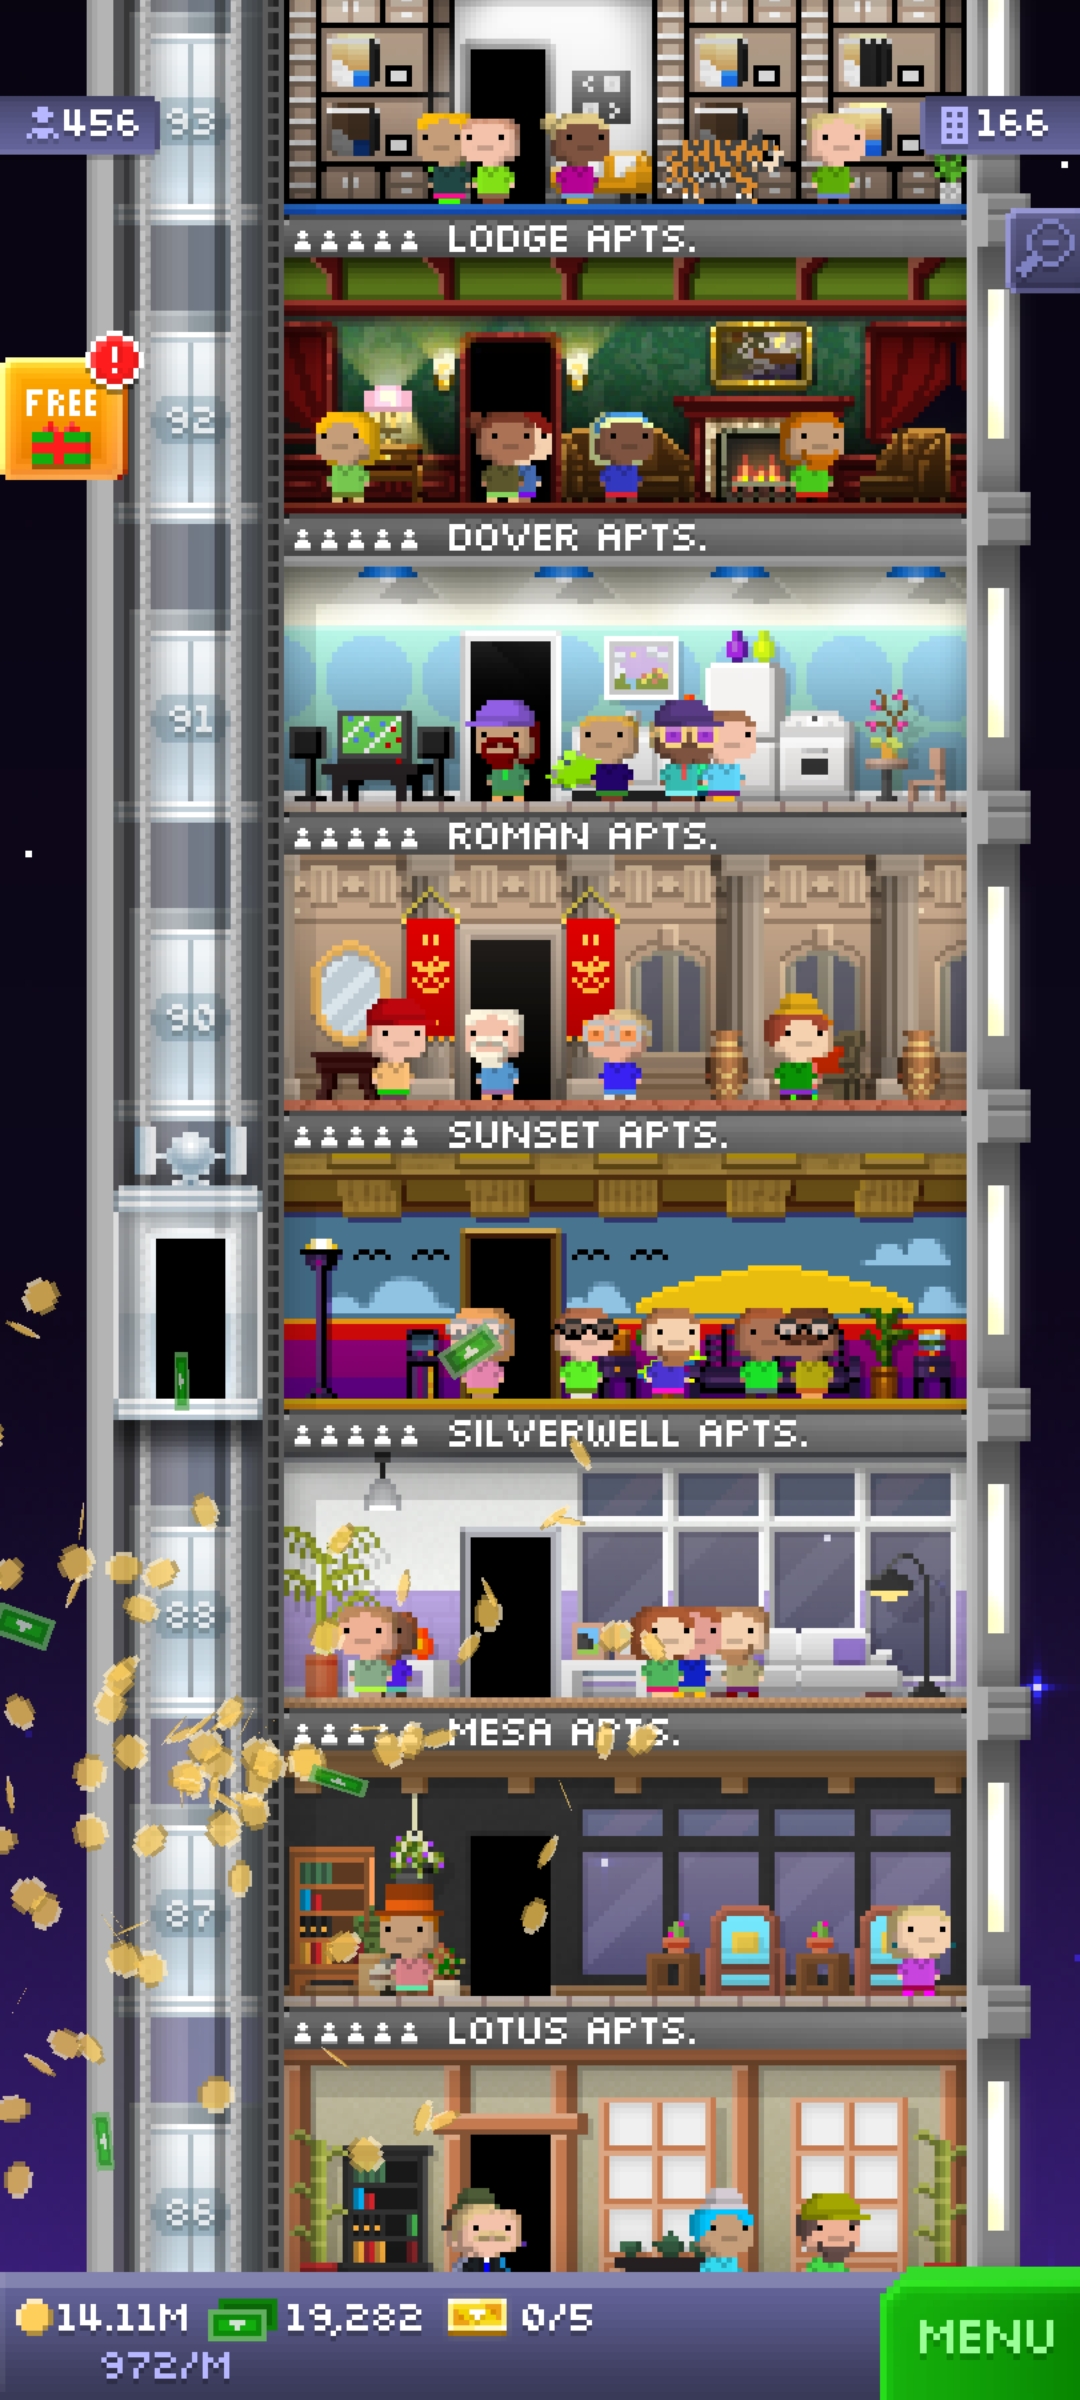 456
93
166
LODGE APTS.
!
FREE
92
DOVER APTS.
91
ROMAN APTS.
90
SUNSET APTS.
SILVERWELL APTS.
88
MESA APTS.
87
LOTUS APTS.
86
14.11M
19,282
0/5
MENU
972/M